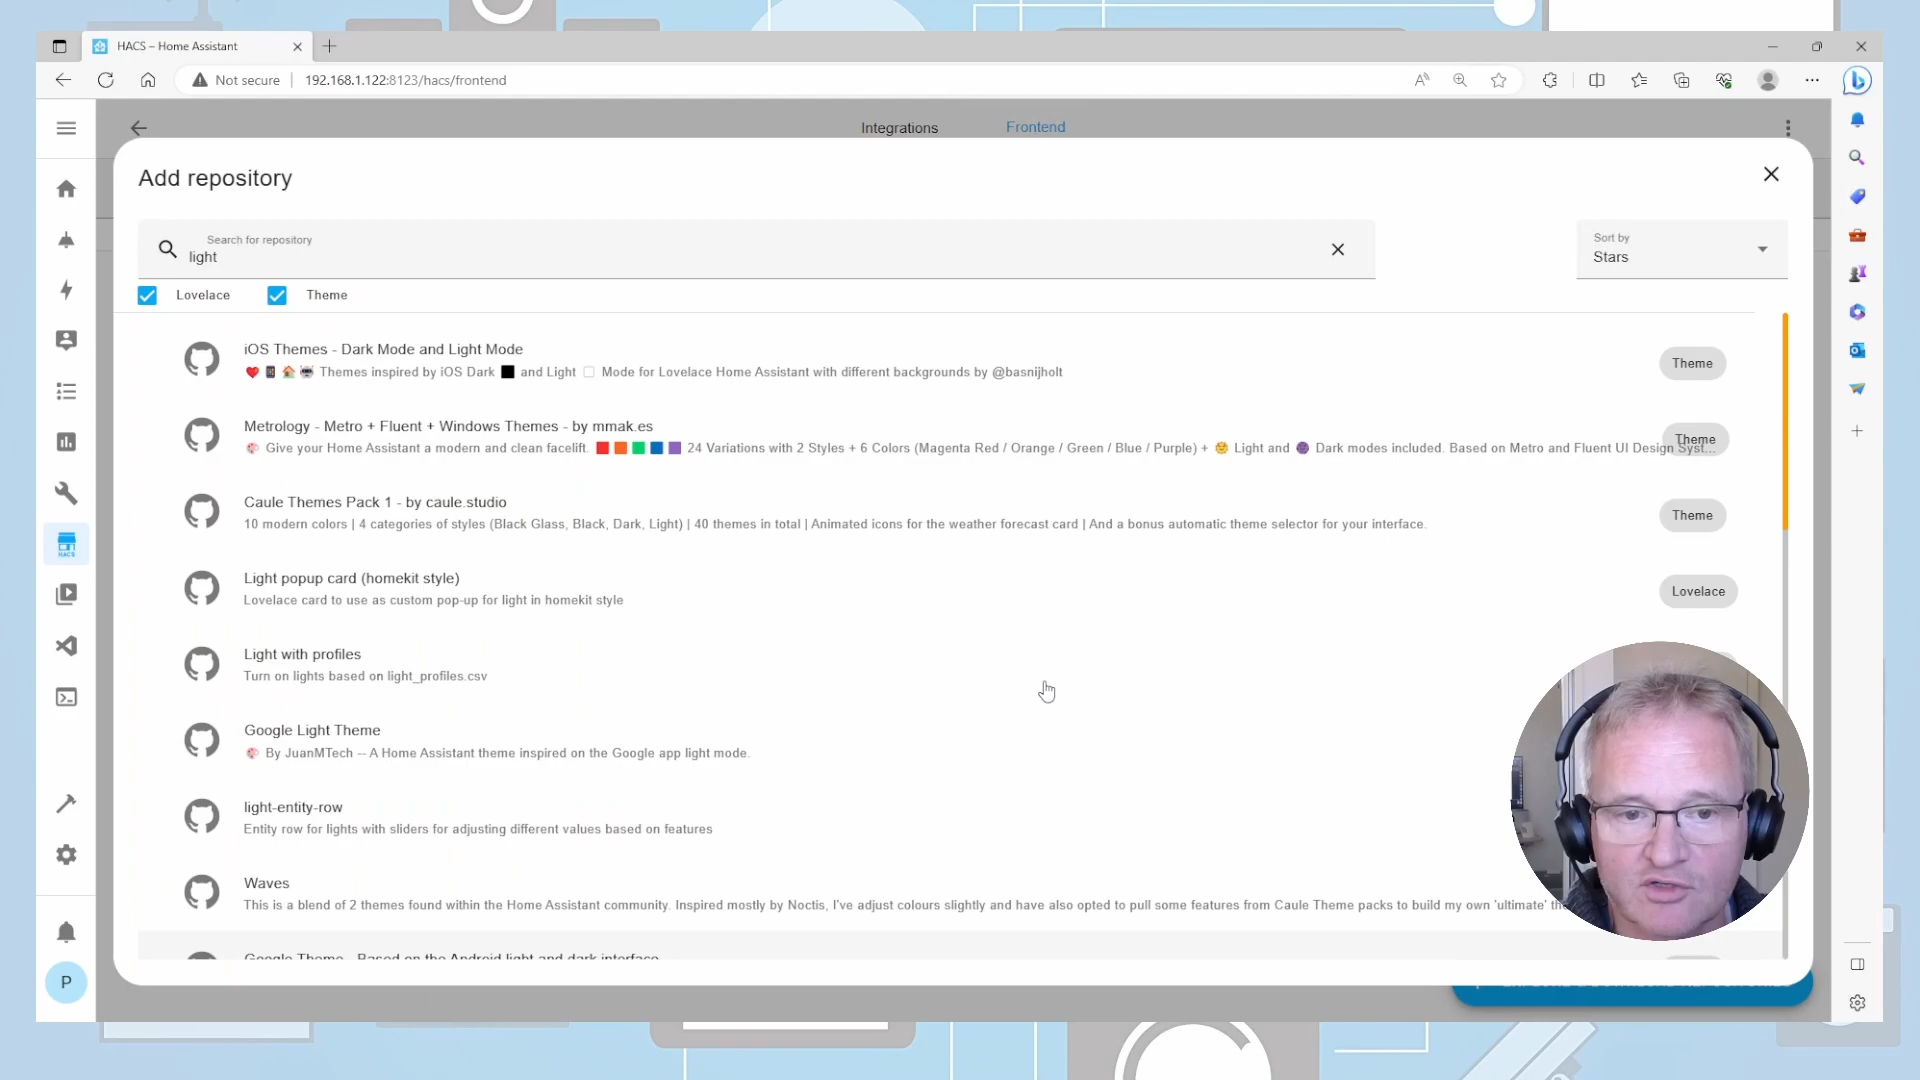 HACS – Home Assistant
Not secure
192.168.1.122:8123/hacs/frontend
Integrations
Frontend
Add repository
Search for repository
light
Sort by
Stars
Lovelace
Theme
iOS Themes - Dark Mode and Light Mode
Themes inspired by iOS Dark and Light Mode for Lovelace Home Assistant with different backgrounds by @basnijholt
Theme
Metrology - Metro + Fluent + Windows Themes - by mmak.es
Give your Home Assistant a modern and clean facelift. 24 Variations with 2 Styles + 6 Colors (Magenta Red / Orange / Green / Blue / Purple) + Light and Dark modes included. Based on Metro and Fluent UI Design Syst...
Theme
Caule Themes Pack 1 - by caule.studio
10 modern colors | 4 categories of styles (Black Glass, Black, Dark, Light) | 40 themes in total | Animated icons for the weather forecast card | And a bonus automatic theme selector for your interface.
Theme
Light popup card (homekit style)
Lovelace card to use as custom pop-up for light in homekit style
Lovelace
Light with profiles
Turn on lights based on light_profiles.csv
Google Light Theme
By JuanMTech -- A Home Assistant theme inspired on the Google app light mode.
light-entity-row
Entity row for lights with sliders for adjusting different values based on features
Waves
This is a blend of 2 themes found within the Home Assistant community. Inspired mostly by Noctis, I've adjust colours slightly and have also opted to pull some features from Caule Theme packs to build my own 'ultimate'
Google Theme - Based on the Android light and dark interface
HACS
P